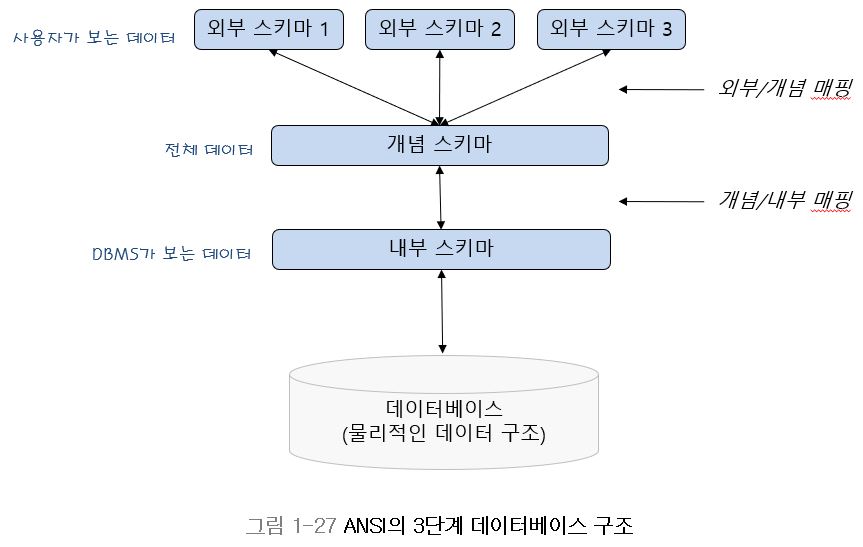 사용자가 보는 데이터
외부 스키마 1
외부 스키마 2
외부 스키마 3
외부/개념 매핑
전체 데이터
개념 스키마
개념/내부 매핑
DBMS가 보는 데이터
내부 스키마
데이터베이스
(물리적인 데이터 구조)
그림 1-27 ANSI의 3단계 데이터베이스 구조